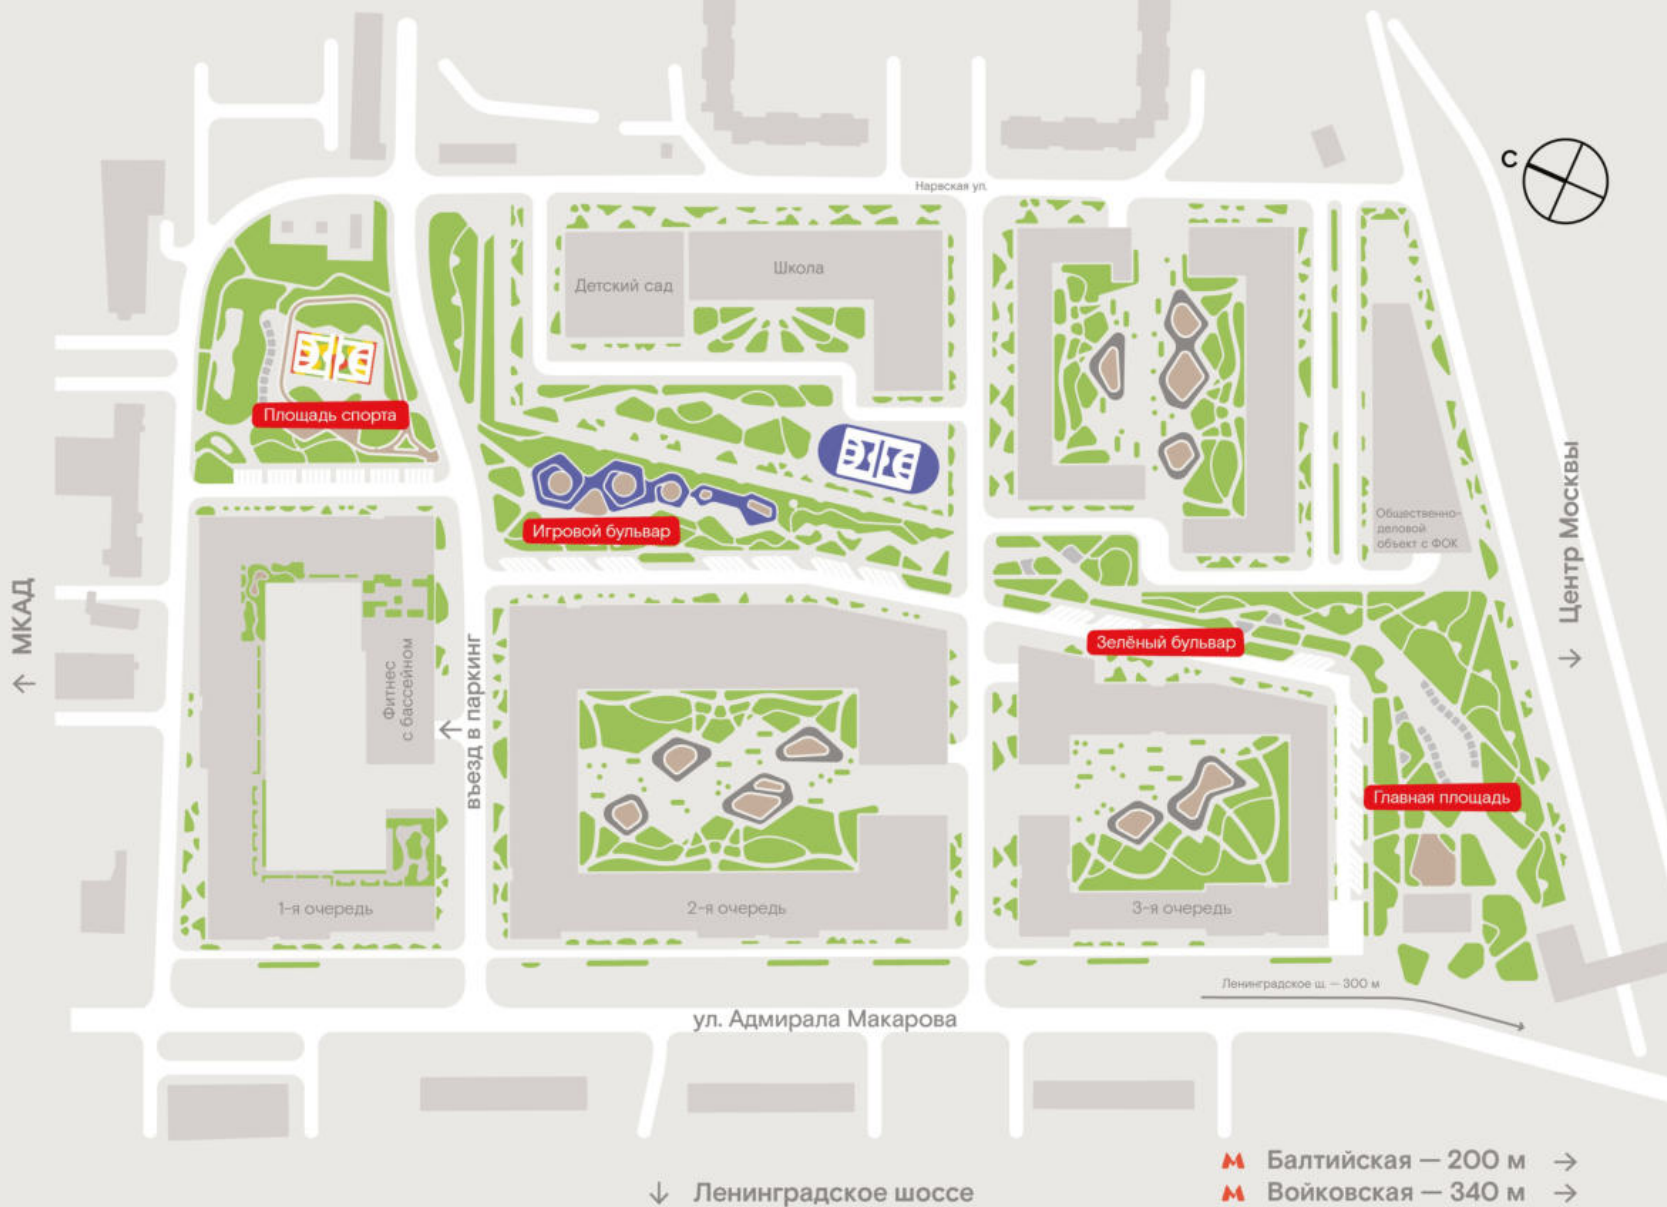 Нарвская ул.
С
Школа
Детский сад
Площадь спорта
Игровой бульвар
Общественно-
деловой
объект с ФОК
Центр Москвы
МКАД
Зелёный бульвар
Фитнес
с бассейном
въезд в паркинг
Главная площадь
1-я очередь
2-я очередь
3-я очередь
Ленинградское ш. — 300 м
ул. Адмирала Макарова
М Балтийская — 200 м →
М Войковская — 340 м →
↓ Ленинградское шоссе